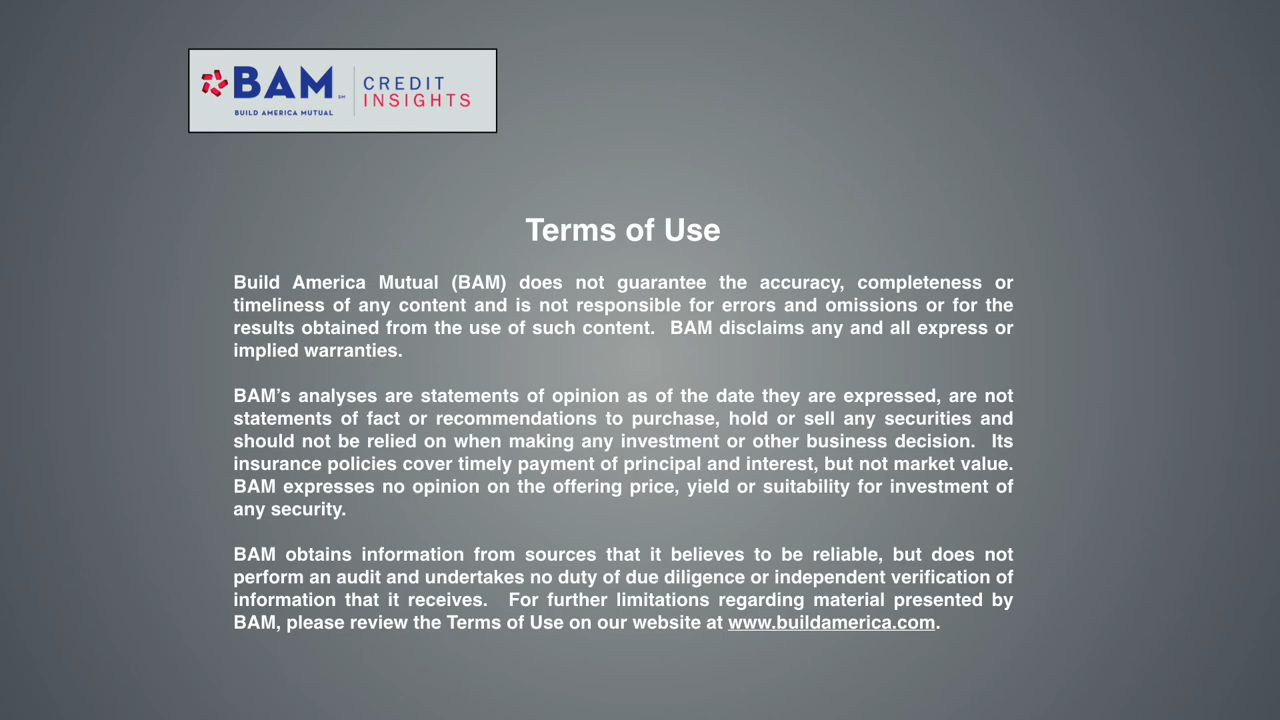 BAM SM
BUILD AMERICA MUTUAL
CREDIT
INSIGHTS
Terms of Use
Build America Mutual (BAM) does not guarantee the accuracy, completeness or
timeliness of any content and is not responsible for errors and omissions or for the
results obtained from the use of such content.  BAM disclaims any and all express or
implied warranties.
BAM’s analyses are statements of opinion as of the date they are expressed, are not
statements of fact or recommendations to purchase, hold or sell any securities and
should not be relied on when making any investment or other business decision.  Its
insurance policies cover timely payment of principal and interest, but not market value.
BAM expresses no opinion on the offering price, yield or suitability for investment of
any security.
BAM obtains information from sources that it believes to be reliable, but does not
perform an audit and undertakes no duty of due diligence or independent verification of
information that it receives.  For further limitations regarding material presented by
BAM, please review the Terms of Use on our website at www.buildamerica.com.